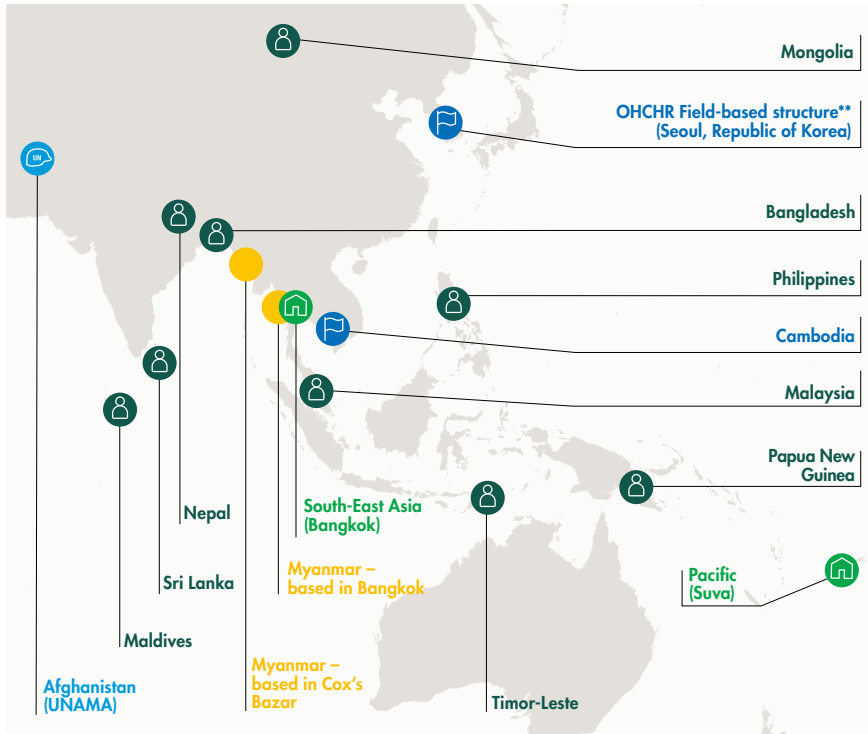 Mongolia
OHCHR Field-based structure**
(Seoul, Republic of Korea)
UN
Bangladesh
Philippines
Cambodia
Malaysia
Papua New
Guinea
Nepal
South-East Asia
(Bangkok)
Myanmar –
based in Bangkok
Sri Lanka
Pacific
(Suva)
Maldives
Myanmar –
based in Cox's
Bazar
Afghanistan
(UNAMA)
Timor-Leste